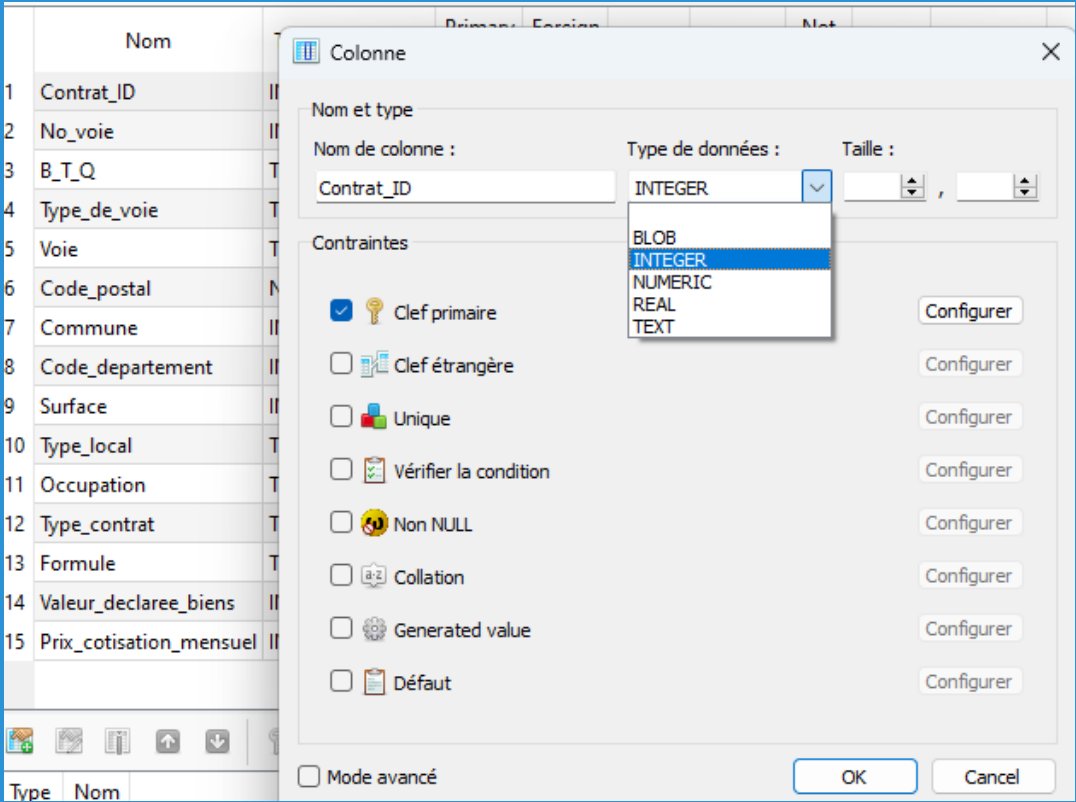 Nom
Colonne
Nom et type
Nom de colonne :
Type de données :
Taille :
Contrat_ID
INTEGER
,
BLOB
INTEGER
NUMERIC
REAL
TEXT
Contraintes
Clef primaire
Configurer
Clef étrangère
Configurer
Unique
Configurer
Vérifier la condition
Configurer
Non NULL
Configurer
Collation
Configurer
Generated value
Configurer
Défaut
Configurer
Mode avancé
OK
Cancel
1 Contrat_ID
2 No_voie
3 B_T_Q
4 Type_de_voie
5 Voie
6 Code_postal
7 Commune
8 Code_departement
9 Surface
10 Type_local
11 Occupation
12 Type_contrat
13 Formule
14 Valeur_declaree_biens
15 Prix_cotisation_mensuel
Type Nom